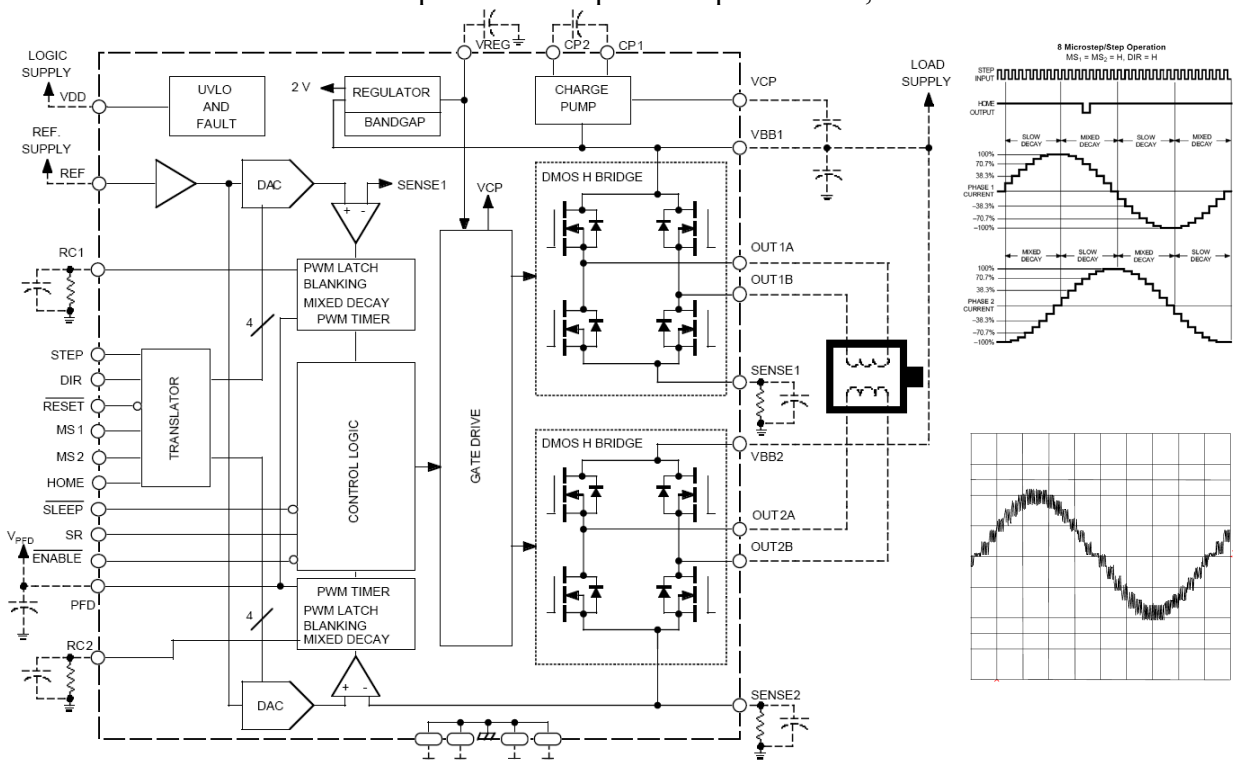 LOGIC
SUPPLY
VDD
REF.
SUPPLY
REF
UVLO
AND
FAULT
2 V
REGULATOR
BANDGAP
VREG
CP2
CP1
CHARGE
PUMP
LOAD
SUPPLY
VCP
VBB1
DAC
+ -
SENSE1
VCP
DMOS H BRIDGE
RC1
PWM LATCH
BLANKING
MIXED DECAY
PWM TIMER
4
OUT1A
OUT1B
STEP
DIR
RESET
MS1
MS2
HOME
SLEEP
SR
ENABLE
VPFD
PFD
RC2
TRANSLATOR
CONTROL LOGIC
GATE DRIVE
SENSE1
DMOS H BRIDGE
VBB2
OUT2A
OUT2B
PWM TIMER
PWM LATCH
BLANKING
MIXED DECAY
4
DAC
+ -
SENSE2
8 Microstep/Step Operation
MS1 = MS2 = H, DIR = H
STEP
INPUT
HOME
OUTPUT
SLOW
DECAY
MIXED
DECAY
SLOW
DECAY
MIXED
DECAY
100%
70.7%
38.3%
PHASE 1
CURRENT
–38.3%
–70.7%
–100%
MIXED
DECAY
SLOW
DECAY
MIXED
DECAY
SLOW
DECAY
100%
70.7%
38.3%
PHASE 2
CURRENT
–38.3%
–70.7%
–100%